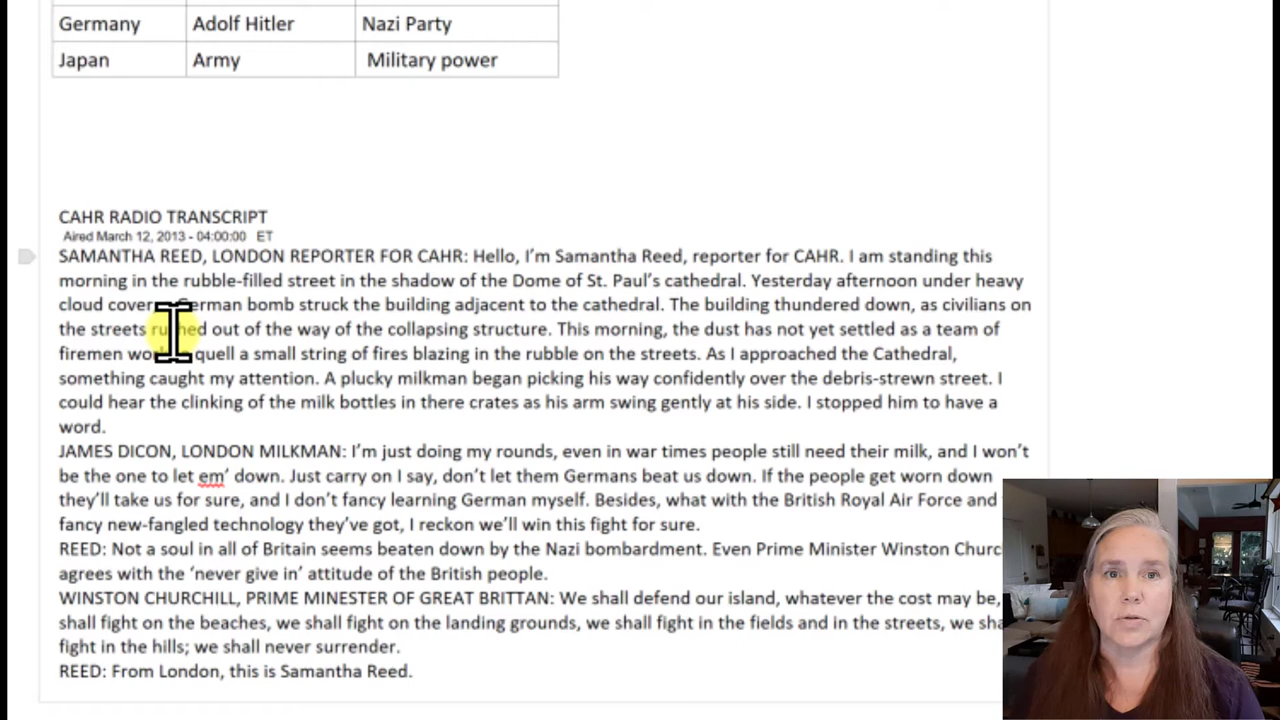 Germany Adolf Hitler Nazi Party
Japan Army Military power
CAHR RADIO TRANSCRIPT
Aired March 12, 2013 - 04:00:00 ET
SAMANTHA REED, LONDON REPORTER FOR CAHR: Hello, I'm Samantha Reed, reporter for CAHR. I am standing this
morning in the rubble-filled street in the shadow of the Dome of St. Paul's cathedral. Yesterday afternoon under heavy
cloud cover German bomb struck the building adjacent to the cathedral. The building thundered down, as civilians on
the streets out of the way of the collapsing structure. This morning, the dust has not yet settled as a team of
firemen quell a small string of fires blazing in the rubble on the streets. As I approached the Cathedral,
something caught my attention. A plucky milkman began picking his way confidently over the debris-strewn street. I
could hear the clinking of the milk bottles in there crates as his arm swing gently at his side. I stopped him to have a
word.
JAMES DICON, LONDON MILKMAN: I'm just doing my rounds, even in war times people still need their milk, and I won't
be the one to let em' down. Just carry on I say, don't let them Germans beat us down. If the people get worn down
they'll take us for sure, and I don't fancy learning German myself. Besides, what with the British Royal Air Force and
fancy new-fangled technology they've got, I reckon we'll win this fight for sure.
REED: Not a soul in all of Britain seems beaten down by the Nazi bombardment. Even Prime Minister Winston
agrees with the 'never give in' attitude of the British people.
WINSTON CHURCHILL, PRIME MINESTER OF GREAT BRITTAN: We shall defend our island, whatever the cost may be,
shall fight on the beaches, we shall fight on the landing grounds, we shall fight in the fields and in the streets, we
fight in the hills; we shall never surrender.
REED: From London, this is Samantha Reed.